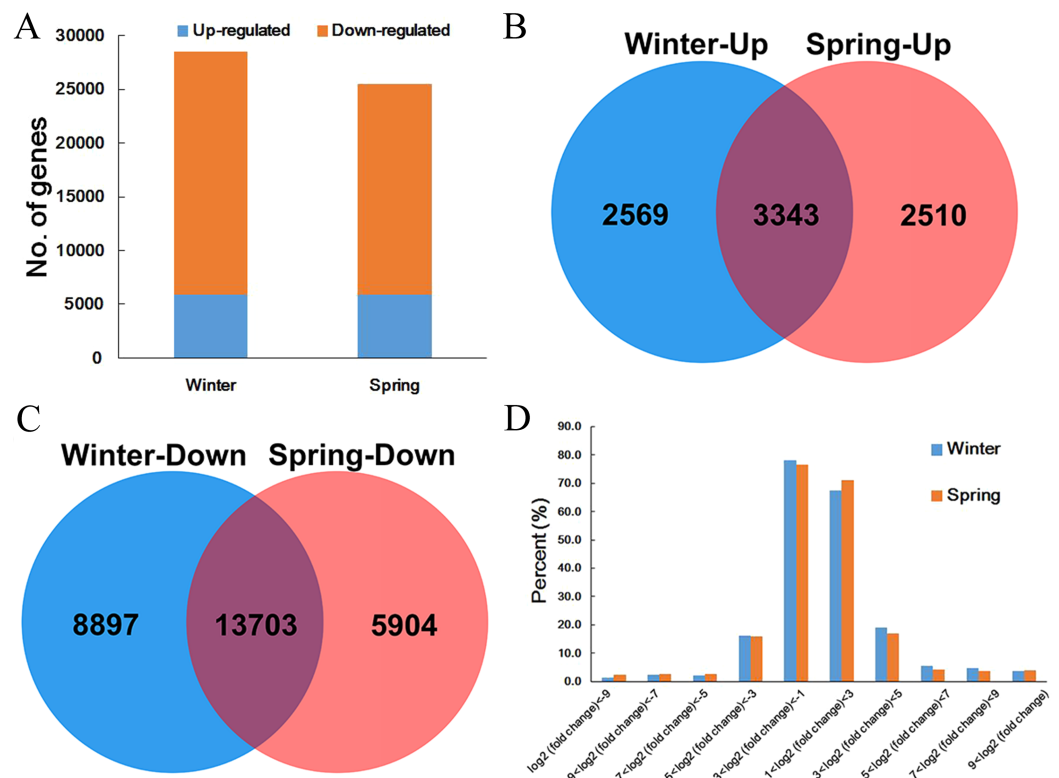 A
Up-regulated Down-regulated
30000
25000
20000
15000
10000
5000
0
No. of genes
Winter Spring
B
Winter-Up Spring-Up
2569 3343 2510
C
Winter-Down Spring-Down
8897 13703 5904
D
90.0
80.0
70.0
60.0
50.0
40.0
30.0
20.0
10.0
0.0
Percent (%)
Winter
Spring
log2 (fold change)<-9
9<log2 (fold change)<-7
7<log2 (fold change)<-5
5<log2 (fold change)<-3
3<log2 (fold change)<-1
1<log2 (fold change)<3
3<log2 (fold change)<5
5<log2 (fold change)<7
7<log2 (fold change)<9
9<log2 (fold change)